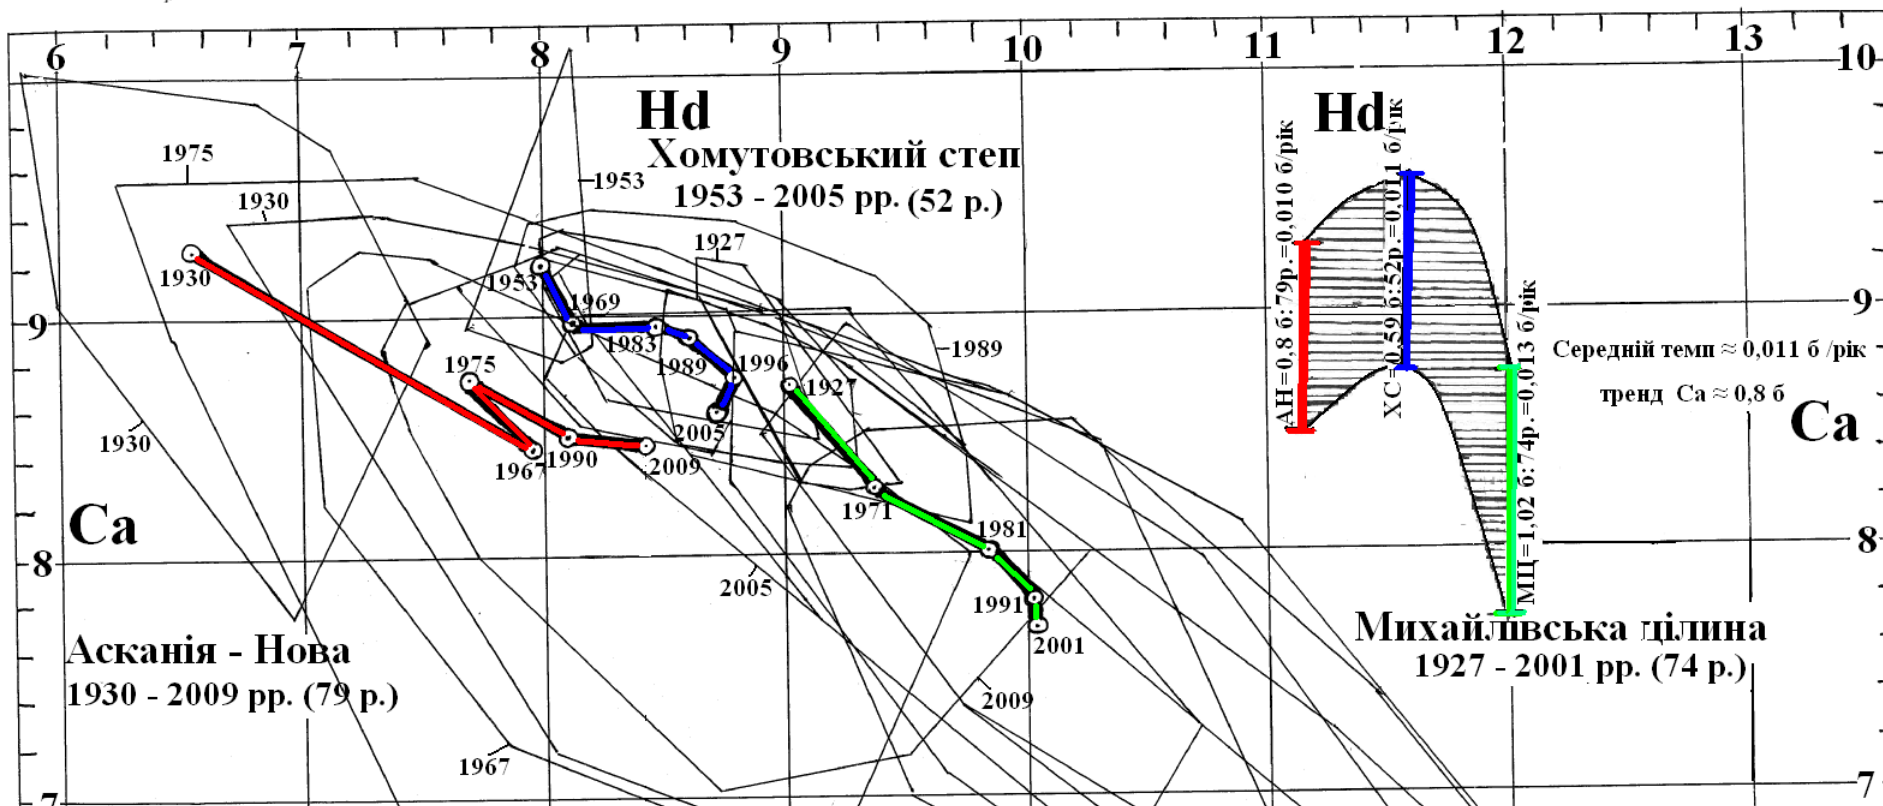 6 7 8 9 10 11 12 13 10
Hd
Hd
Хомутовський степ
1953 - 2005 рр. (52 р.)
1975
1930
1953
1927
1989
1930
1953
1969
1983
1989
1996
2005
1975
1967
1990
2009
1927
1971
1981
1991
2001
1930
2005
2009
1967
9
8
7
9
8
7
Са
Са
Асканія - Нова
1930 - 2009 рр. (79 р.)
АН=0,8 б:79р.=0,010 б/рік
ХС=0,59 б:52р.=0,011 б/рік
МЦ=1,02 б:74р.=0,013 б/рік
Середній темп ≈ 0,011 б /рік
тренд Са ≈ 0,8 б
Михайлівська цілина
1927 - 2001 рр. (74 р.)